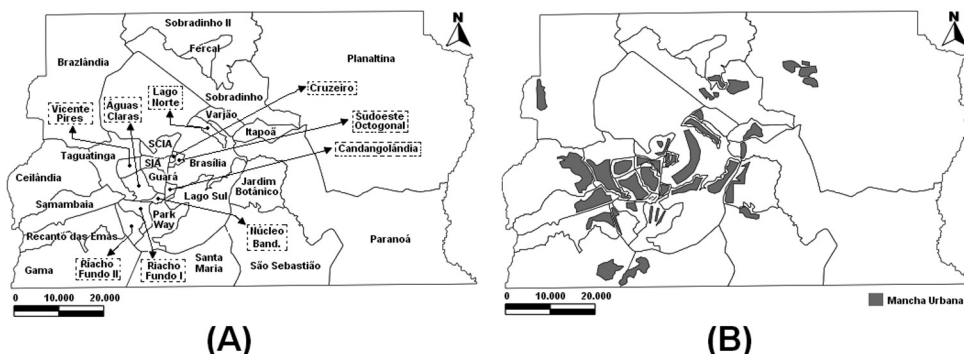 Sobradinho II
Fercal
N
Brazlândia
Planaltina
Lago
Norte
Cruzeiro
Vicente
Pires
Águas
Claras
Sobradinho
Varjão
Sudoeste
Octogonal
Itapoã
SCIA
Candangolândia
Taguatinga
SIA
Brasília
Guará
Ceilândia
Jardim
Botânico
Lago Sul
Samambaia
Park
Way
Núcleo
Band.
Recanto das Emas
Paranoá
Riacho
Fundo II
Riacho
Fundo I
Santa
Maria
São Sebastião
Gama
0 10.000 20.000
(A)
N
0 10.000 20.000
Mancha Urbana
(B)